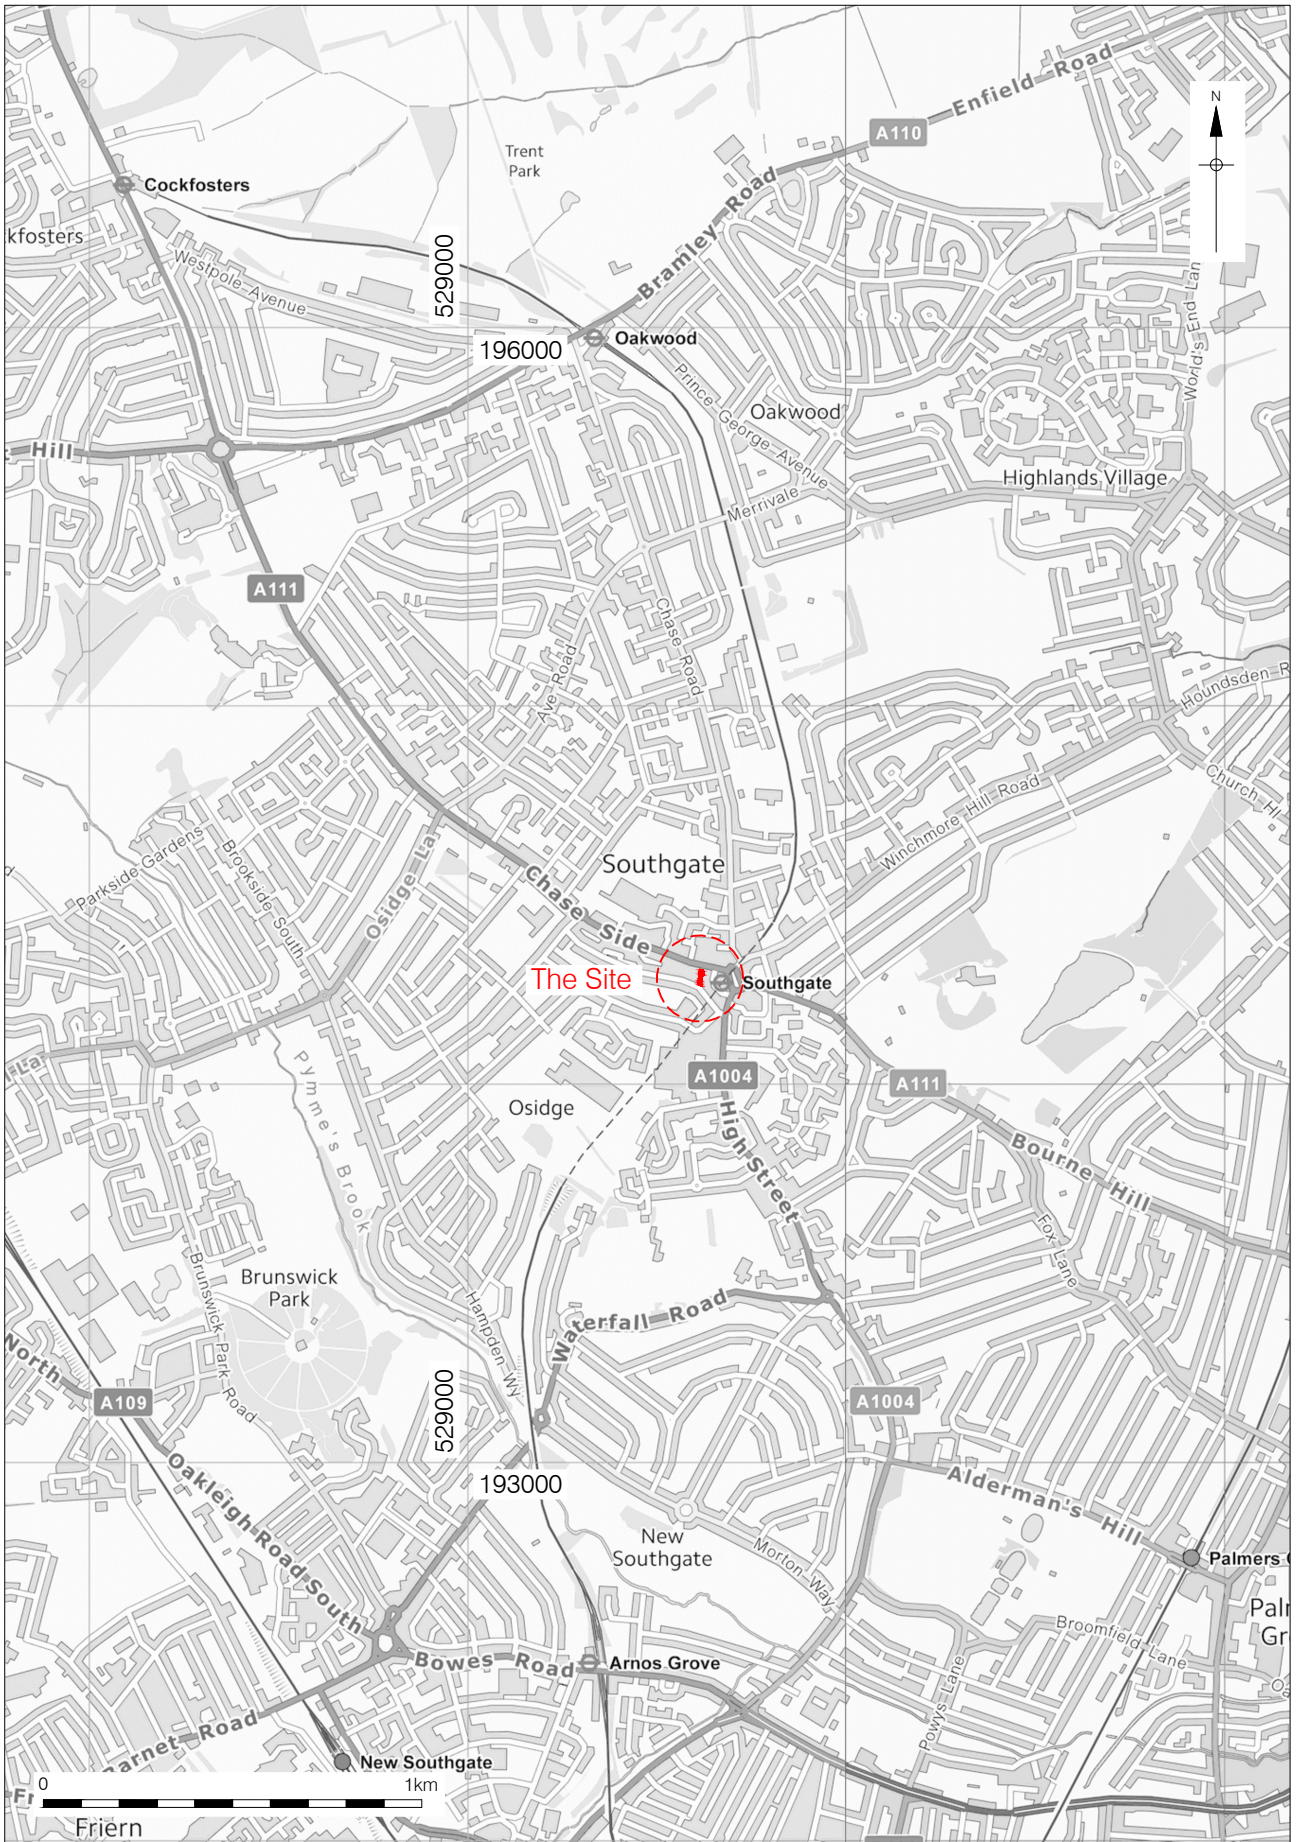 Enfield Road
N
A110
Trent
Park
Cockfosters
kfosters
Bramley Road
Westpole Avenue
529000
World's End Lan
Oakwood
196000
Prince George Avenue
Oakwood
Hill
Highlands Village
Merrivale
A111
Chase Road
Ave Road
Houndsden R
Church Hi
Winchmore Hill Road
Parkside Gardens
Brookside South
Osidge La
Southgate
Chase Side
The Site
Southgate
A1004
A111
Pymme's Brook
Osidge
High Street
Bourne Hill
Fox Lane
Brunswick
Park
Brunswick Park Road
Hampden Wy
Waterfall Road
North
A109
529000
A1004
193000
Oakleigh Road South
Alderman's Hill
New
Southgate
Morton Way
Palmers
Broomfield Lane
Powys Lane
Bowes Road
Arnos Grove
arnet Road
New Southgate
0
1km
Friern